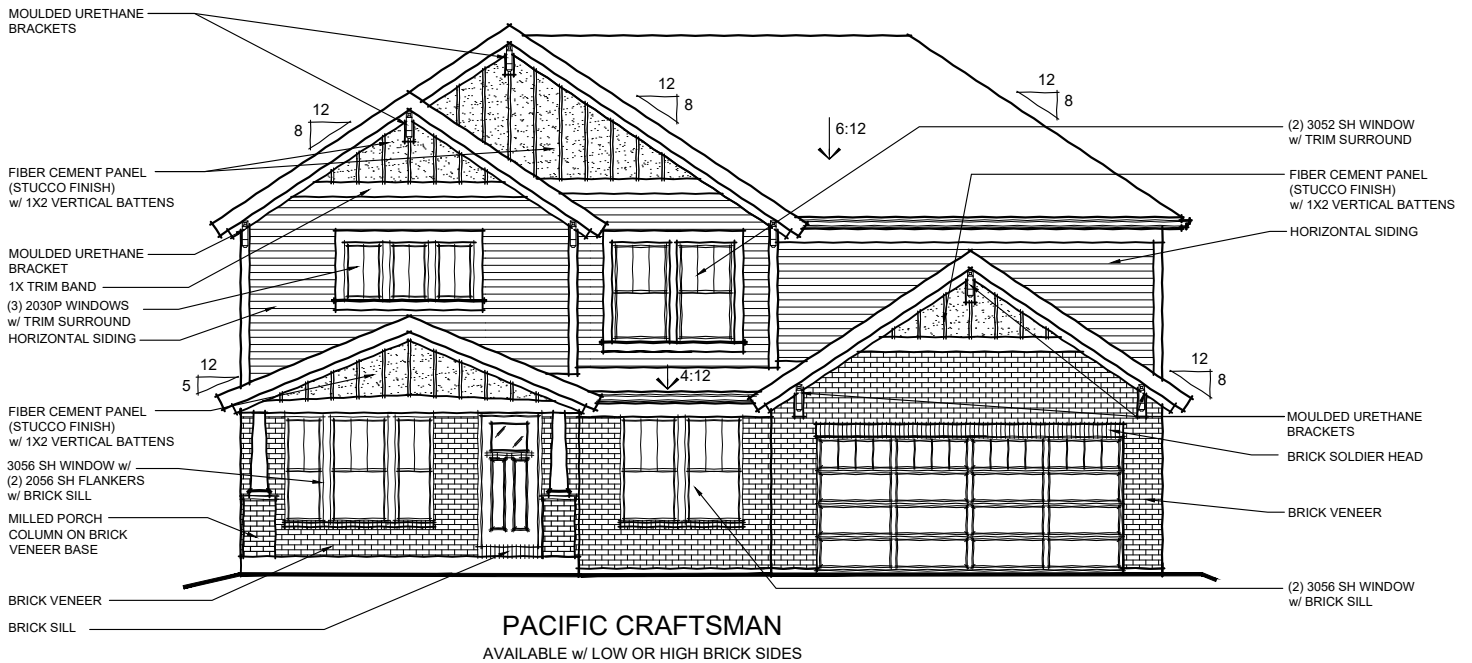 MOULDED URETHANE
BRACKETS
12
8
FIBER CEMENT PANEL
(STUCCO FINISH)
w/ 1X2 VERTICAL BATTENS
MOULDED URETHANE
BRACKET
1X TRIM BAND
(3) 2030P WINDOWS
w/ TRIM SURROUND
HORIZONTAL SIDING
12
5
FIBER CEMENT PANEL
(STUCCO FINISH)
w/ 1X2 VERTICAL BATTENS
3056 SH WINDOW w/
(2) 2056 SH FLANKERS
w/ BRICK SILL
MILLED PORCH
COLUMN ON BRICK
VENEER BASE
BRICK VENEER
BRICK SILL
12
8
6:12
4:12
12
8
(2) 3052 SH WINDOW
w/ TRIM SURROUND
FIBER CEMENT PANEL
(STUCCO FINISH)
w/ 1X2 VERTICAL BATTENS
HORIZONTAL SIDING
12
8
MOULDED URETHANE
BRACKETS
BRICK SOLDIER HEAD
BRICK VENEER
(2) 3056 SH WINDOW
w/ BRICK SILL
PACIFIC CRAFTSMAN
AVAILABLE w/ LOW OR HIGH BRICK SIDES